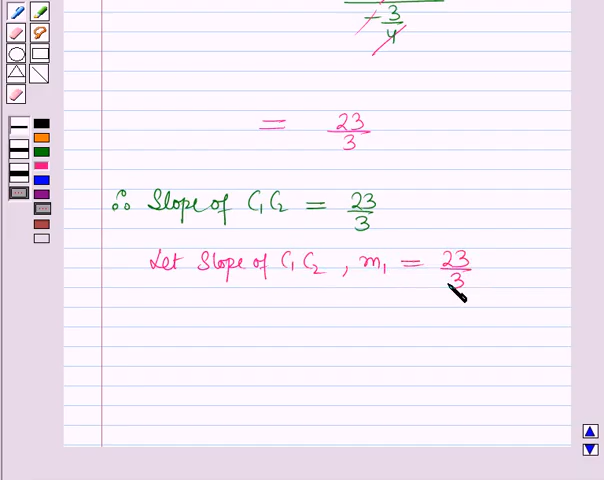 - 3/4
= 23/3
∴ Slope of C₁C₂ = 23/3
Let Slope of C₁C₂, m₁ = 23/3